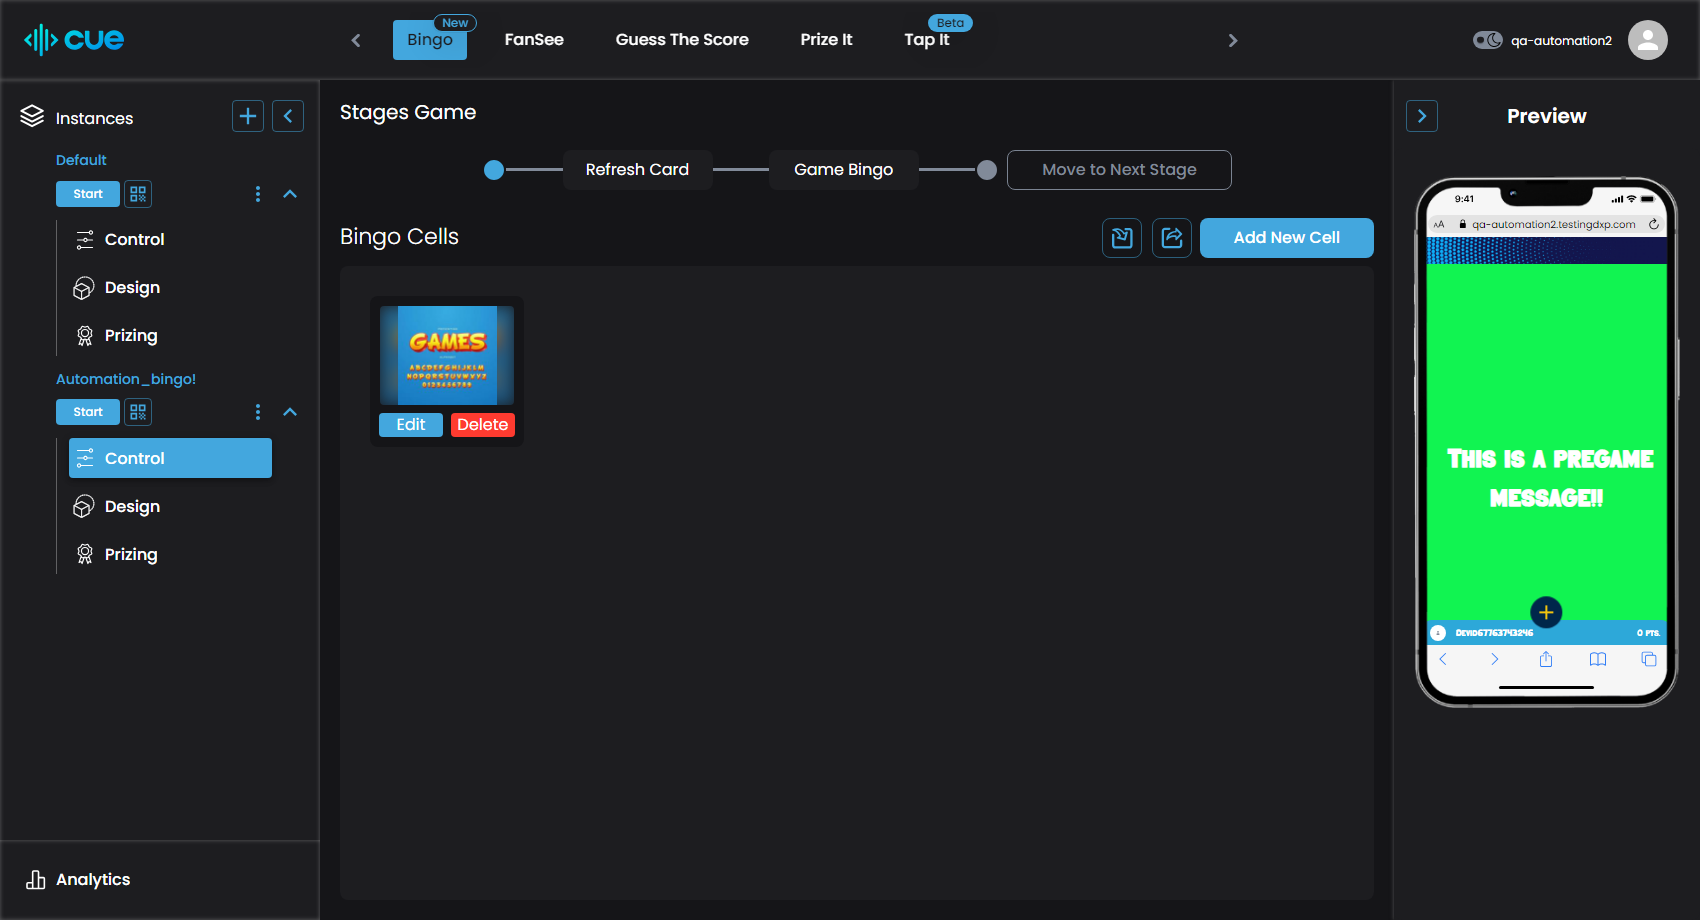 cue
Bingo
New
FanSee
Guess The Score
Prize It
Tap It
Beta
qa-automation2
Instances
Default
Start
Control
Design
Prizing
Automation_bingo!
Start
Control
Design
Prizing
Analytics
Stages Game
Refresh Card
Game Bingo
Move to Next Stage
Bingo Cells
Add New Cell
GAMES
ABCDEFGHIJKLM
NOPQRSTUVWXYZ
0123456789
Edit
Delete
Preview
9:41
AA
qa-automation2.testingdxp.com
THIS IS A PREGAME
MESSAGE!!
DEVID67763743246
0 PTS.